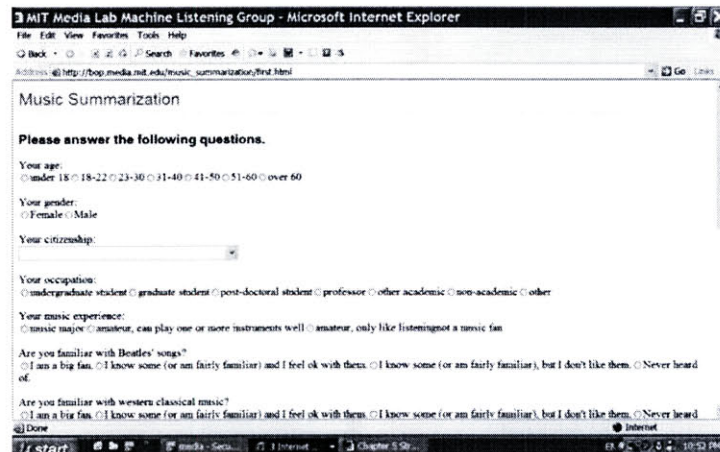 MIT Media Lab Machine Listening Group - Microsoft Internet Explorer
File Edit View Favorites Tools Help
Back Search Favorites
Address http://bop.media.mit.edu/music_summarization/first.html Go Links
Music Summarization
Please answer the following questions.
Your age:
under 18 18-22 23-30 31-40 41-50 51-60 over 60
Your gender:
Female Male
Your citizenship:
Your occupation:
undergraduate student graduate student post-doctoral student professor other academic non-academic other
Your music experience:
music major amateur, can play one or more instruments well amateur, only like listeningnot a music fan
Are you familiar with Beatles' songs?
I am a big fan. I know some (or am fairly familiar) and I feel ok with them. I know some (or am fairly familiar), but I don't like them. Never heard
of.
Are you familiar with western classical music?
I am a big fan. I know some (or am fairly familiar) and I feel ok with them. I know some (or am fairly familiar), but I don't like them. Never heard
Done Internet
start media - Secu... Internet ... Chapter 5 Str... 10:52 PM